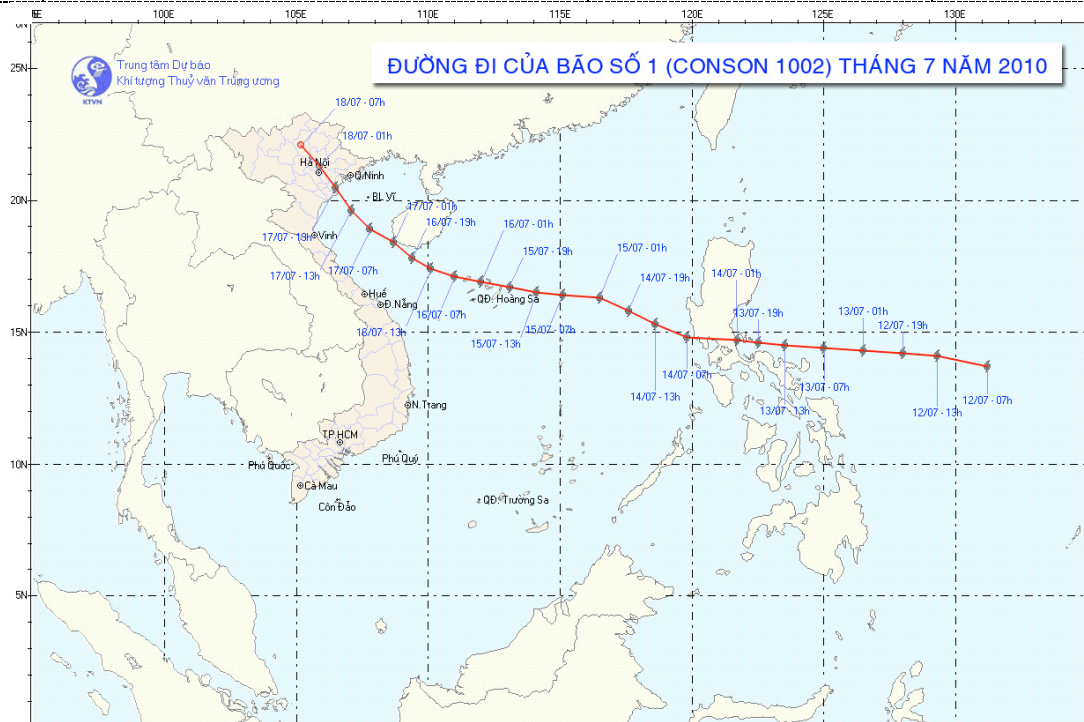 E
105E
110E
115E
120E
125E
130E
25N
Trung tâm Dự báo
Khí tượng Thuỷ văn Trung ương
KTVN
ĐƯỜNG ĐI CỦA BÃO SỐ 1 (CONSON 1002) THÁNG 7 NĂM 2010
18/07 - 07h
18/07 - 01h
Hà Nội
Q.Ninh
BL Vĩ
20N
17/07 - 01h
16/07 - 19h
16/07 - 01h
17/07 - 19h
Vinh
15/07 - 19h
15/07 - 01h
17/07 - 13h
17/07 - 07h
14/07 - 19h
14/07 - 01h
Huế
QĐ. Hoàng Sa
Đ.Nẵng
13/07 - 19h
13/07 - 01h
12/07 - 19h
15N
18/07 - 13h
16/07 - 07h
15/07 - 07h
15/07 - 13h
14/07 - 07h
14/07 - 13h
13/07 - 07h
13/07 - 13h
12/07 - 13h
12/07 - 07h
N.Trang
TP.HCM
10N
Phú Quốc
Phú Quý
Cà Mau
Côn Đảo
QĐ. Trường Sa
5N
100E
105E
110E
115E
120E
125E
130E